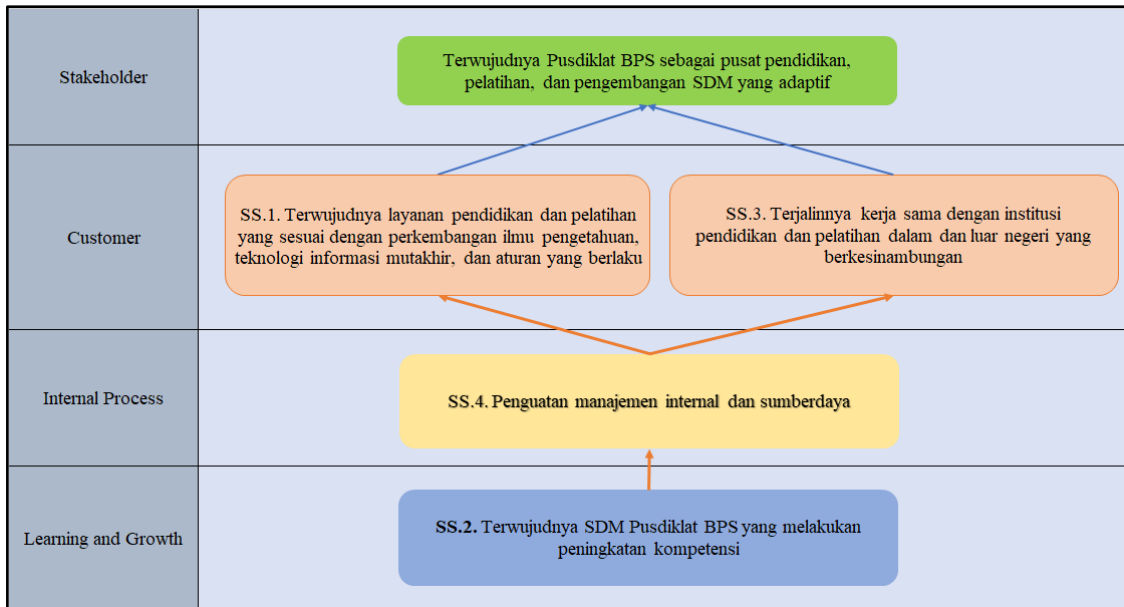 Stakeholder
Terwujudnya Pusdiklat BPS sebagai pusat pendidikan,
pelatihan, dan pengembangan SDM yang adaptif
Customer
SS.1. Terwujudnya layanan pendidikan dan pelatihan
yang sesuai dengan perkembangan ilmu pengetahuan,
teknologi informasi mutakhir, dan aturan yang berlaku
SS.3. Terjalinnya kerja sama dengan institusi
pendidikan dan pelatihan dalam dan luar negeri yang
berkesinambungan
Internal Process
SS.4. Penguatan manajemen internal dan sumberdaya
Learning and Growth
SS.2. Terwujudnya SDM Pusdiklat BPS yang melakukan
peningkatan kompetensi